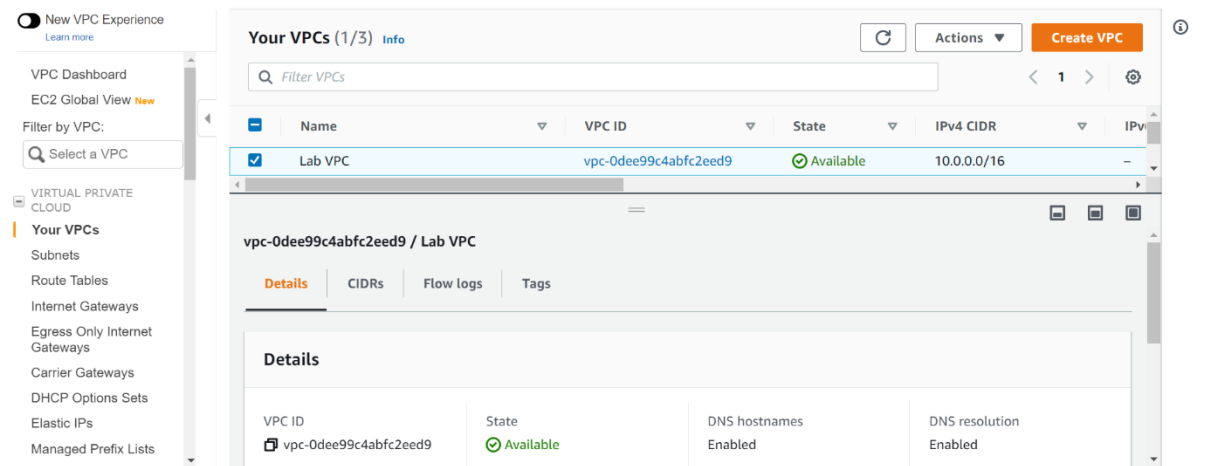 New VPC Experience
Learn more
VPC Dashboard
EC2 Global View New
Filter by VPC:
Select a VPC
VIRTUAL PRIVATE
CLOUD
Your VPCs
Subnets
Route Tables
Internet Gateways
Egress Only Internet
Gateways
Carrier Gateways
DHCP Options Sets
Elastic IPs
Managed Prefix Lists
Your VPCs (1/3) Info
Actions
Create VPC
Filter VPCs
1
Name VPC ID State IPv4 CIDR
Lab VPC vpc-0dee99c4abfc2eed9 Available 10.0.0.0/16 –
vpc-0dee99c4abfc2eed9 / Lab VPC
Details CIDRs Flow logs Tags
Details
VPC ID State DNS hostnames DNS resolution
vpc-0dee99c4abfc2eed9 Available Enabled Enabled